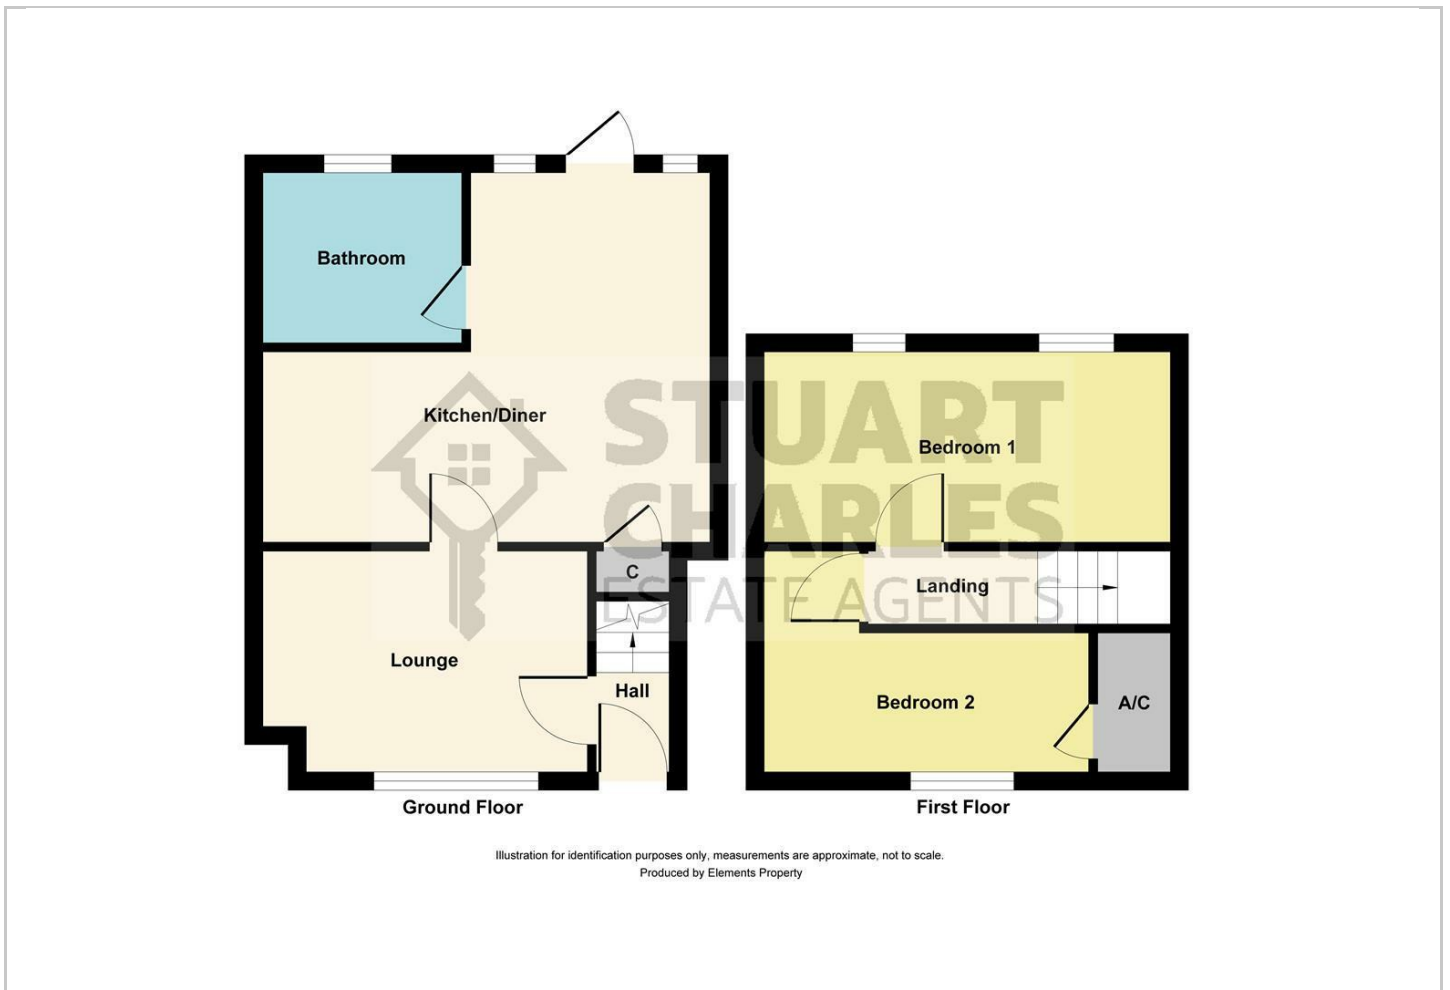 Bathroom
Kitchen/Diner
C
Lounge
Hall
Ground Floor
Bedroom 1
Landing
Bedroom 2
A/C
First Floor
STUART
CHARLES
ESTATE AGENTS
Illustration for identification purposes only, measurements are approximate, not to scale.
Produced by Elements Property